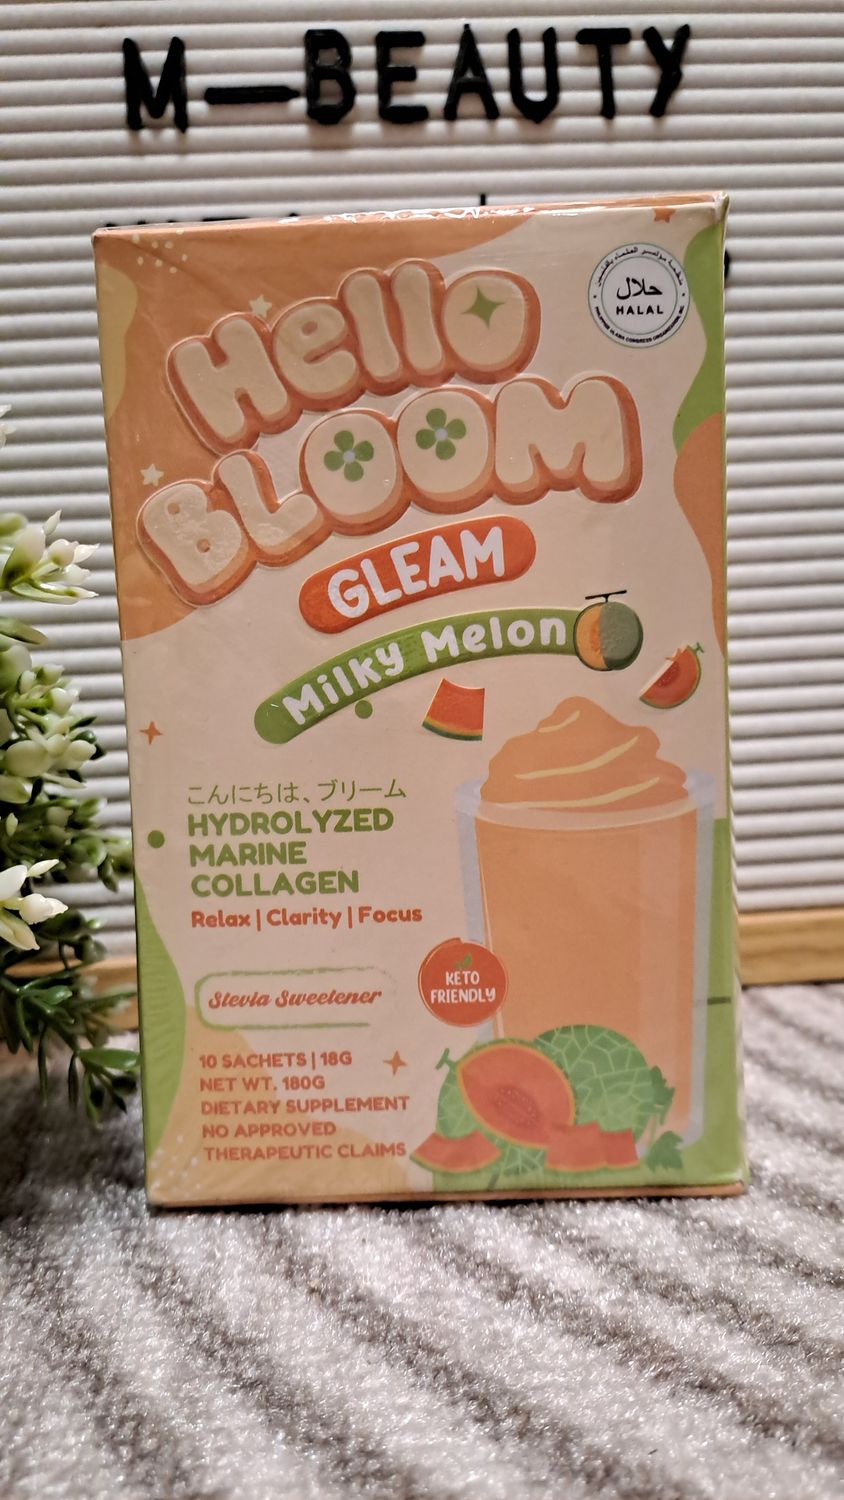 M-BEAUTY
Hello
BLOOM
GLEAM
Milky Melon
حلال
HALAL
こんにちは、ブリーム
HYDROLYZED
MARINE
COLLAGEN
Relax | Clarity | Focus
Stevia Sweetener
KETO
FRIENDLY
10 SACHETS | 18G
NET WT. 180G
DIETARY SUPPLEMENT
NO APPROVED
THERAPEUTIC CLAIMS